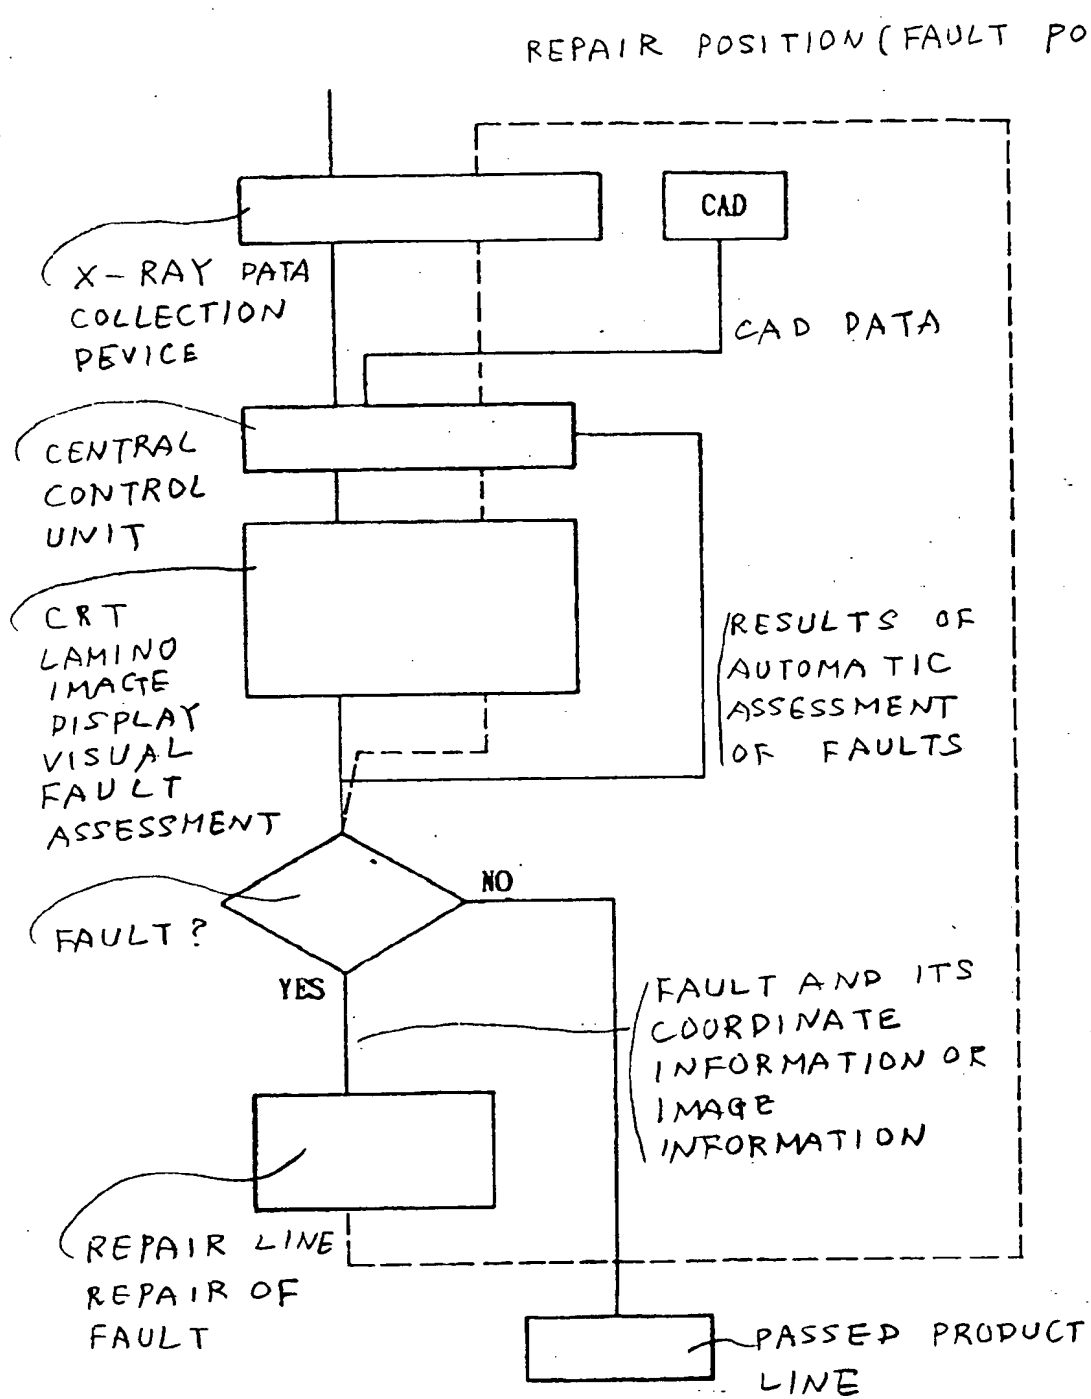 REPAIR POSITION (FAULT PO
CAD
X-RAY DATA
COLLECTION
DEVICE
CAD DATA
CENTRAL
CONTROL
UNIT
CRT
LAMINO
IMAGE
DISPLAY
VISUAL
FAULT
ASSESSMENT
RESULTS OF
AUTOMATIC
ASSESSMENT
OF FAULTS
FAULT?
NO
YES
FAULT AND ITS
COORDINATE
INFORMATION OR
IMAGE
INFORMATION
REPAIR LINE
REPAIR OF
FAULT
PASSED PRODUCT
LINE